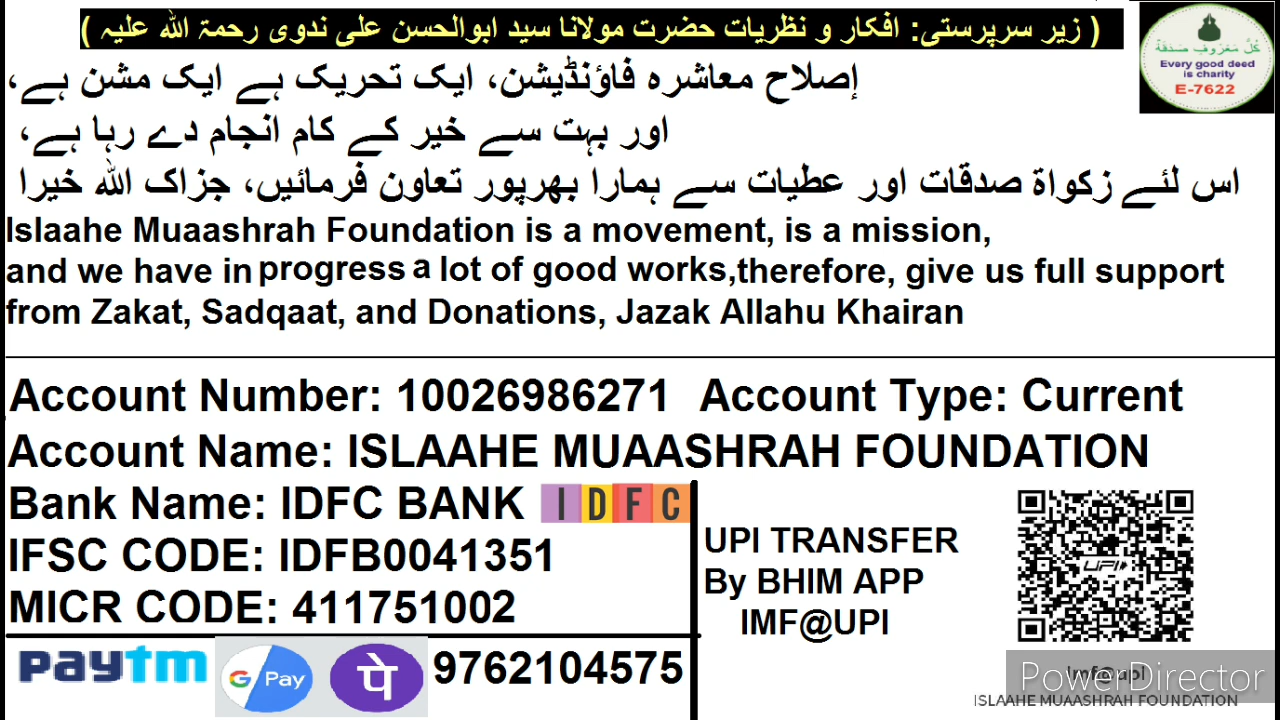 ( زیر سرپرستی: افکار و نظریات حضرت مولانا سید ابوالحسن علی ندوی رحمۃ اللہ علیہ )
كُلُّ مَعْرُوفٍ صَدَقَةٌ
Every good deed
is charity
E-7622
إصلاح معاشرہ فاؤنڈیشن، ایک تحریک ہے ایک مشن ہے،
اور بہت سے خیر کے کام انجام دے رہا ہے،
اس لئے زکواة صدقات اور عطیات سے ہمارا بھرپور تعاون فرمائیں، جزاک اللہ خیرا
Islaahe Muaashrah Foundation is a movement, is a mission,
and we have in progress a lot of good works,therefore, give us full support
from Zakat, Sadqaat, and Donations, Jazak Allahu Khairan
Account Number: 10026986271 Account Type: Current
Account Name: ISLAAHE MUAASHRAH FOUNDATION
Bank Name: IDFC BANK IDFC
IFSC CODE: IDFB0041351
MICR CODE: 411751002
paytm G Pay पे 9762104575
UPI TRANSFER
By BHIM APP
IMF@UPI
UPI
imf@upi
PowerDirector
ISLAAHE MUAASHRAH FOUNDATION